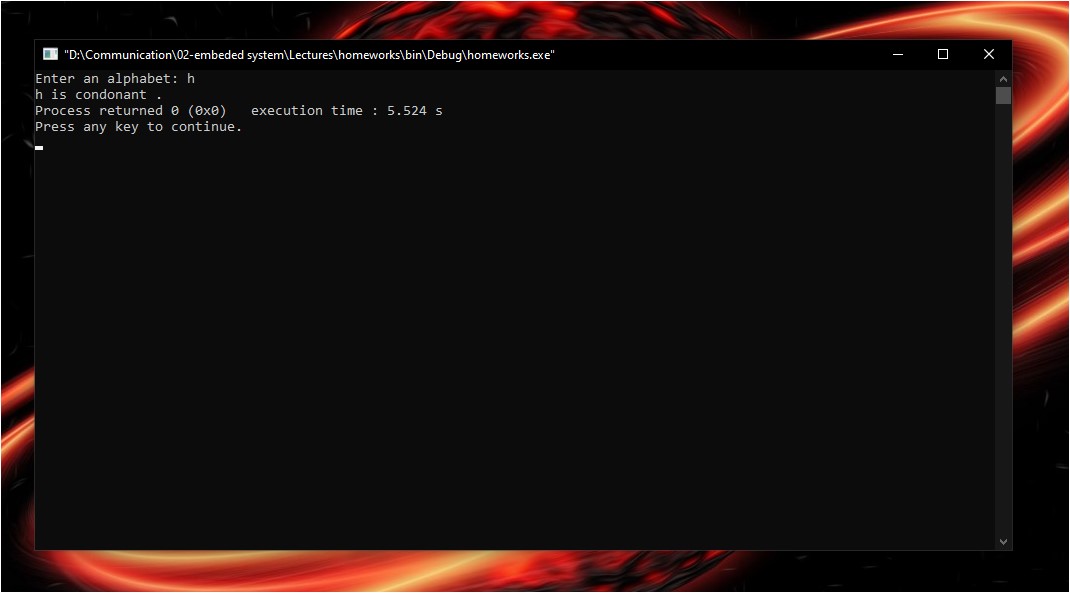 "D:\Communication\02-embeded system\Lectures\homeworks\bin\Debug\homeworks.exe"
Enter an alphabet: h
h is condonant .
Process returned 0 (0x0)   execution time : 5.524 s
Press any key to continue.